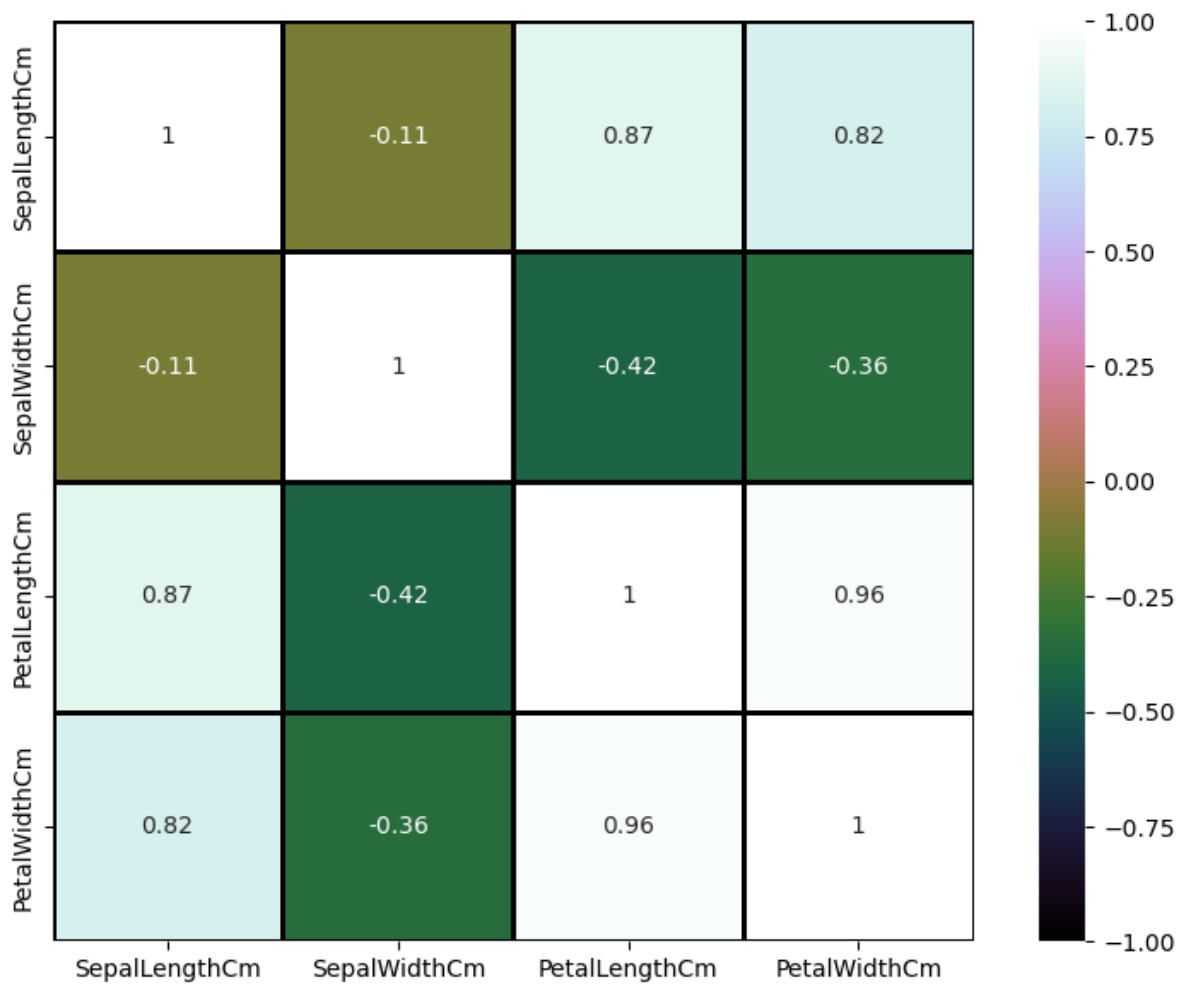 SepalLengthCm
1 -0.11 0.87 0.82
SepalWidthCm
-0.11 1 -0.42 -0.36
PetalLengthCm
0.87 -0.42 1 0.96
PetalWidthCm
0.82 -0.36 0.96 1
SepalLengthCm SepalWidthCm PetalLengthCm PetalWidthCm
1.00
0.75
0.50
0.25
0.00
−0.25
−0.50
−0.75
−1.00